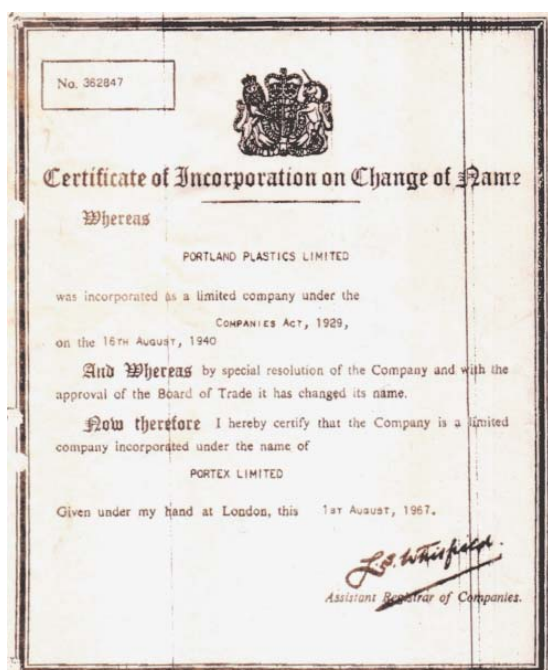 No. 362847
Certificate of Incorporation on Change of Name
Whereas
PORTLAND PLASTICS LIMITED
was incorporated as a limited company under the
COMPANIES ACT, 1929,
on the 16TH AUGUST, 1940
And Whereas by special resolution of the Company and with the
approval of the Board of Trade it has changed its name.
Now therefore I hereby certify that the Company is a limited
company incorporated under the name of
PORTEX LIMITED
Given under my hand at London, this 1ST AUGUST, 1967.
L.S. Whitfield.
Assistant Registrar of Companies.